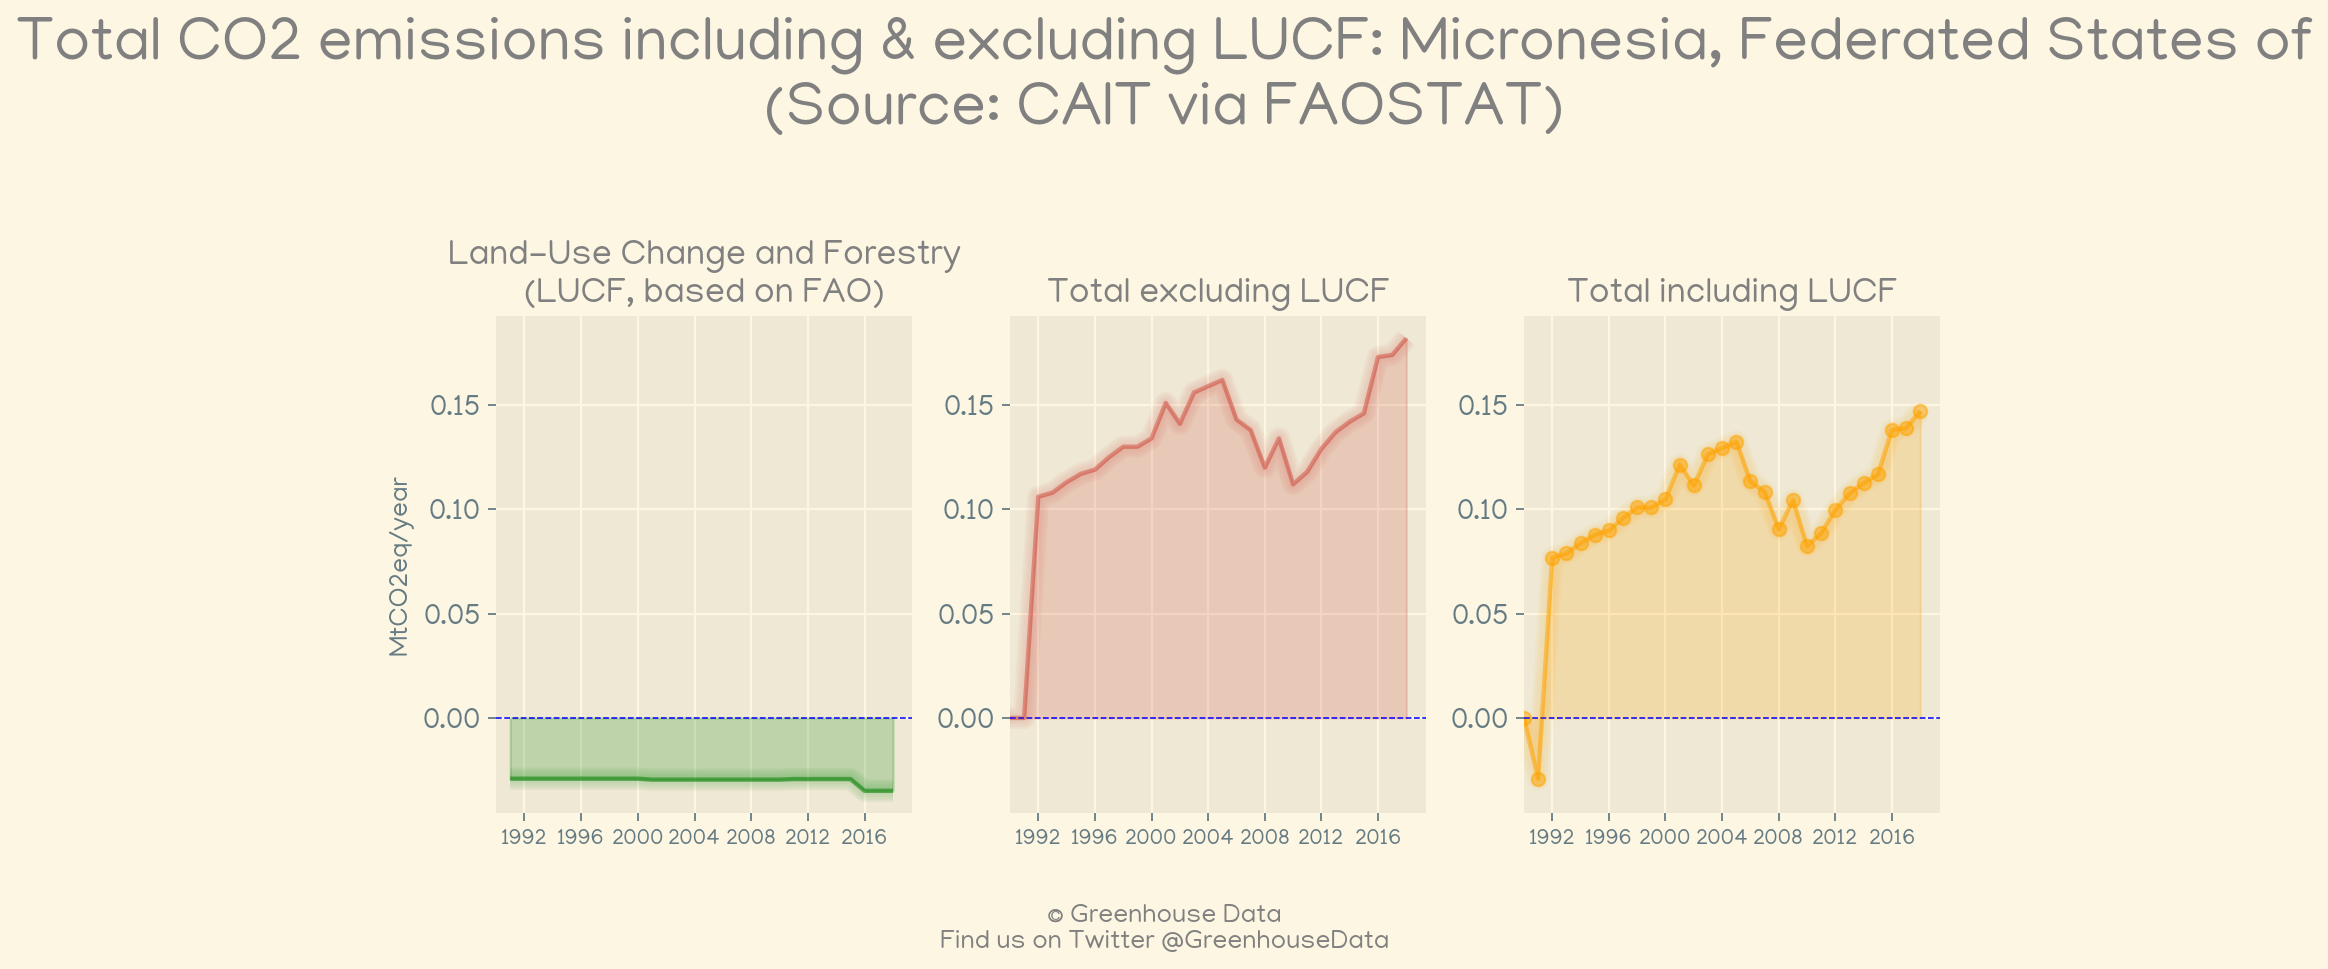 Total CO2 emissions including & excluding LUCF: Micronesia, Federated States of
(Source: CAIT via FAOSTAT)
Land-Use Change and Forestry
(LUCF, based on FAO)
Total excluding LUCF
Total including LUCF
MtCO2eq/year
0.15
0.10
0.05
0.00
1992 1996 2000 2004 2008 2012 2016
0.15
0.10
0.05
0.00
1992 1996 2000 2004 2008 2012 2016
0.15
0.10
0.05
0.00
1992 1996 2000 2004 2008 2012 2016
© Greenhouse Data
Find us on Twitter @GreenhouseData